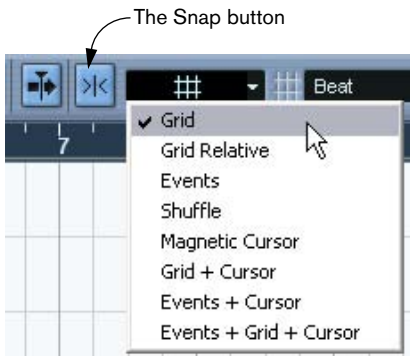 The Snap button
Beat
7
Grid
Grid Relative
Events
Shuffle
Magnetic Cursor
Grid + Cursor
Events + Cursor
Events + Grid + Cursor